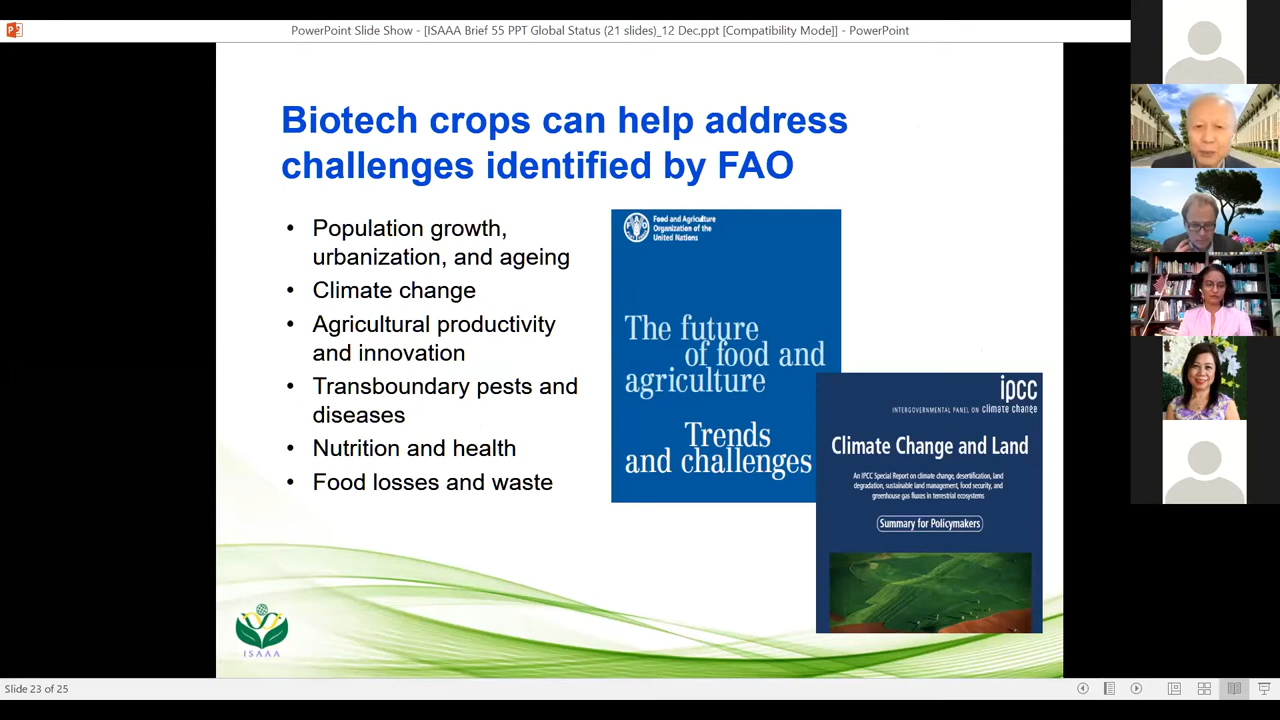 PowerPoint Slide Show - [ISAAA Brief 55 PPT Global Status (21 slides)_12 Dec.ppt [Compatibility Mode]] - PowerPoint
Biotech crops can help address
challenges identified by FAO
• Population growth,
urbanization, and ageing
• Climate change
• Agricultural productivity
and innovation
• Transboundary pests and
diseases
• Nutrition and health
• Food losses and waste
Food and Agriculture
Organization of the
United Nations
The future
of food and
agriculture
Trends
and challenges
ipcc
INTERGOVERNMENTAL PANEL ON climate change
Climate Change and Land
An IPCC Special Report on climate change, desertification, land
degradation, sustainable land management, food security, and
greenhouse gas fluxes in terrestrial ecosystems
Summary for Policymakers
ISAAA
Slide 23 of 25